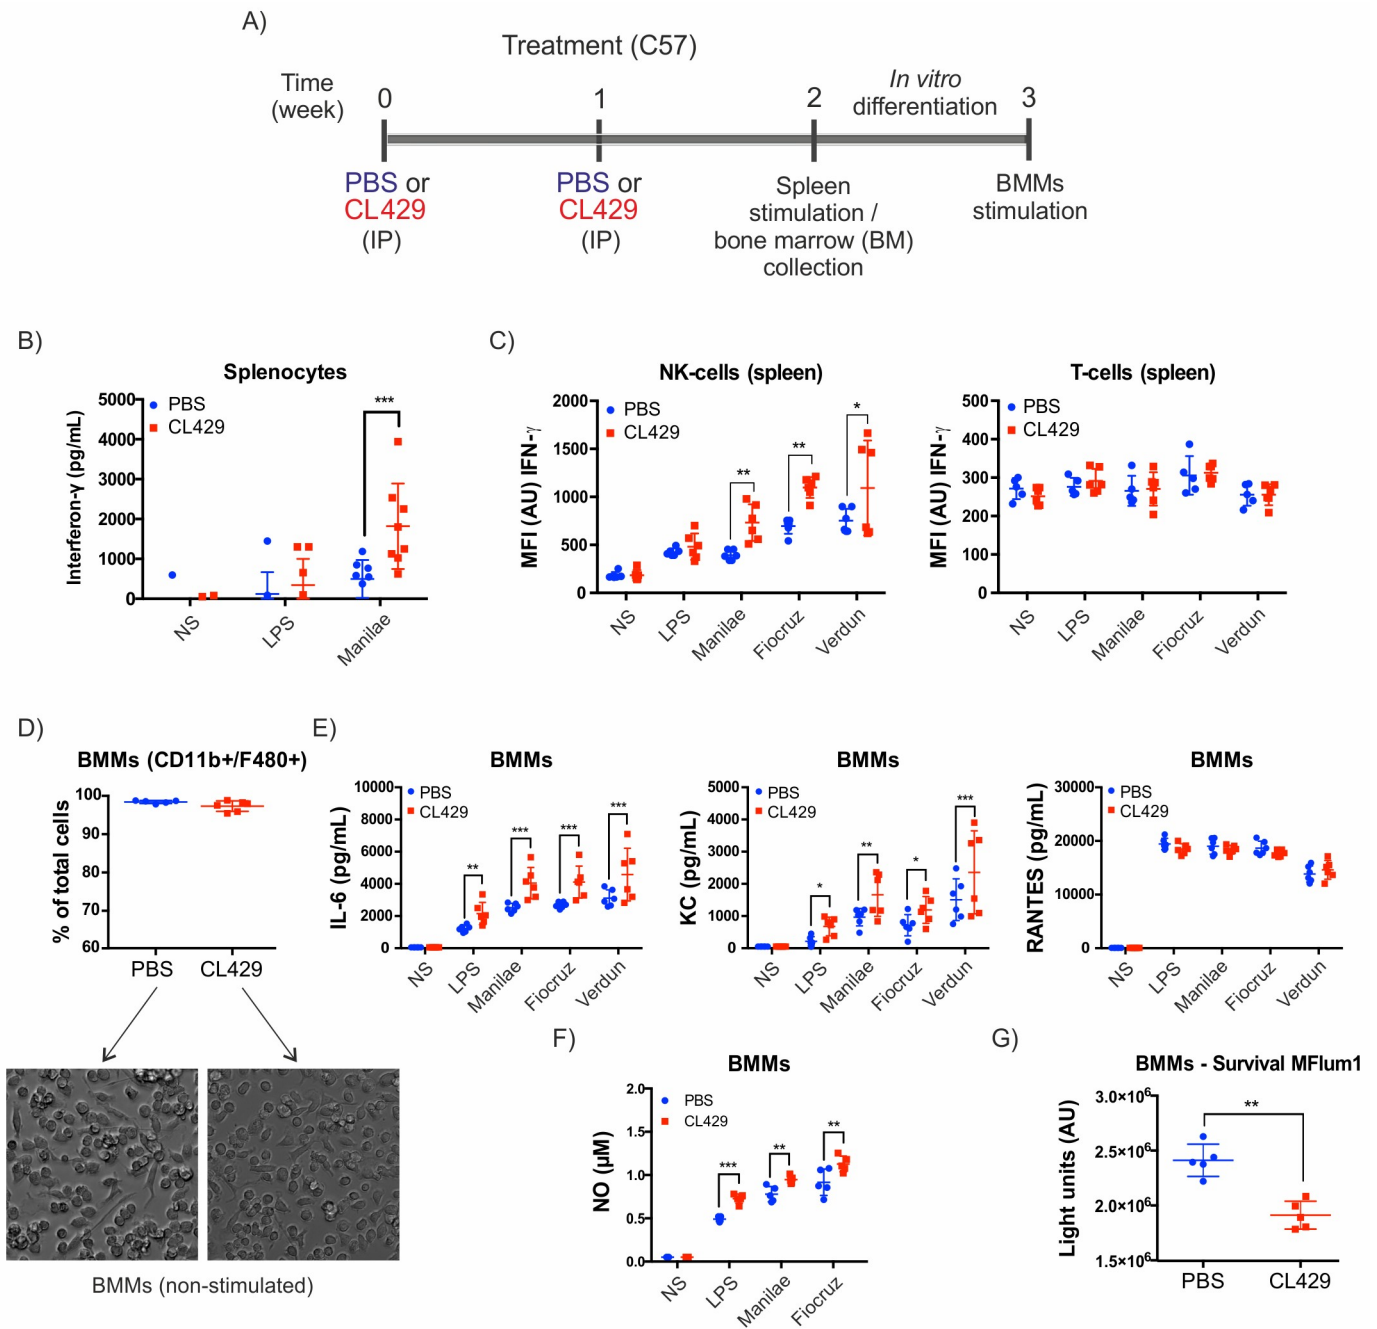 A)
Treatment (C57)
Time
(week)
0
1
2
3
In vitro
differentiation
PBS or
CL429
(IP)
PBS or
CL429
(IP)
Spleen
stimulation /
bone marrow (BM)
collection
BMMs
stimulation
B)
Splenocytes
Interferon-γ (pg/mL)
5000
4000
3000
2000
1000
0
PBS
CL429
***
NS
LPS
Manilae
C)
NK-cells (spleen)
MFI (AU) IFN-γ
2000
1500
1000
500
0
PBS
CL429
**
**
*
NS
LPS
Manilae
Fiocruz
Verdun
T-cells (spleen)
MFI (AU) IFN-γ
500
400
300
200
100
0
PBS
CL429
NS
LPS
Manilae
Fiocruz
Verdun
D)
BMMs (CD11b+/F480+)
% of total cells
100
90
80
70
60
PBS
CL429
BMMs (non-stimulated)
E)
BMMs
IL-6 (pg/mL)
10000
8000
6000
4000
2000
0
PBS
CL429
**
***
***
***
NS
LPS
Manilae
Fiocruz
Verdun
BMMs
KC (pg/mL)
5000
4000
3000
2000
1000
0
PBS
CL429
*
**
*
***
NS
LPS
Manilae
Fiocruz
Verdun
BMMs
RANTES (pg/mL)
30000
20000
10000
0
PBS
CL429
NS
LPS
Manilae
Fiocruz
Verdun
F)
BMMs
NO (µM)
2.0
1.5
1.0
0.5
0.0
PBS
CL429
***
**
**
NS
LPS
Manilae
Fiocruz
G)
BMMs - Survival MFlum1
Light units (AU)
3.0×10⁶
2.5×10⁶
2.0×10⁶
1.5×10⁶
**
PBS
CL429